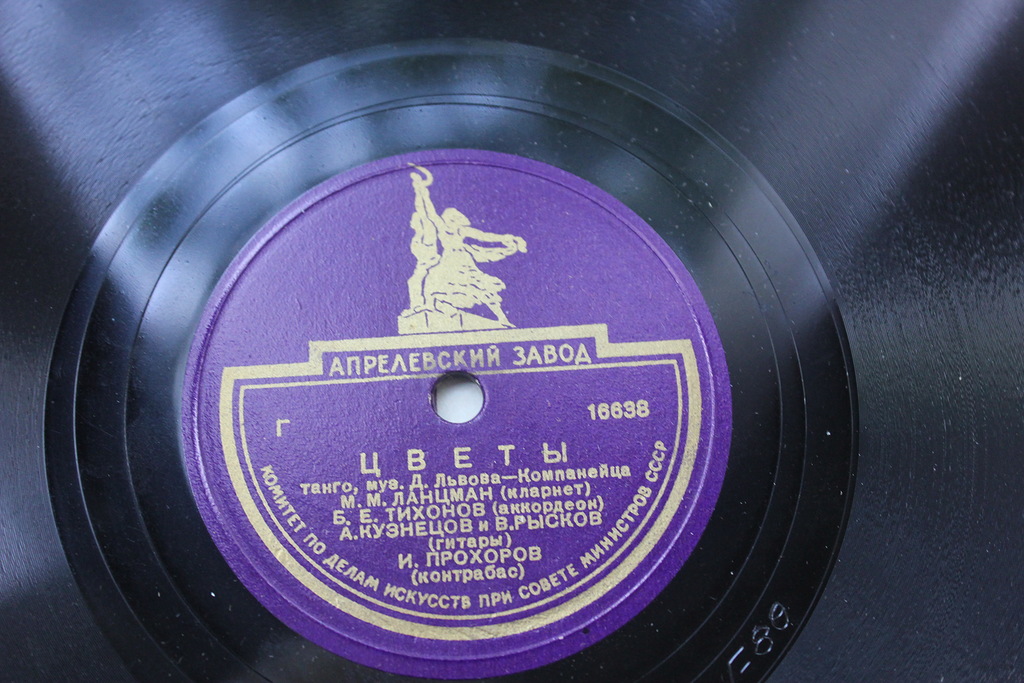 АПРЕЛЕВСКИЙ ЗАВОД
Г 16638
ЦВЕТЫ
танго, муз. Д. Львова—Компанейца
М. М. ЛАНЦМАН (кларнет)
Б. Е. ТИХОНОВ (аккордеон)
А. КУЗНЕЦОВ и В. РЫСКОВ
(гитары)
И. ПРОХОРОВ
(контрабас)
КОМИТЕТ ПО ДЕЛАМ ИСКУССТВ ПРИ СОВЕТЕ МИНИСТРОВ СССР